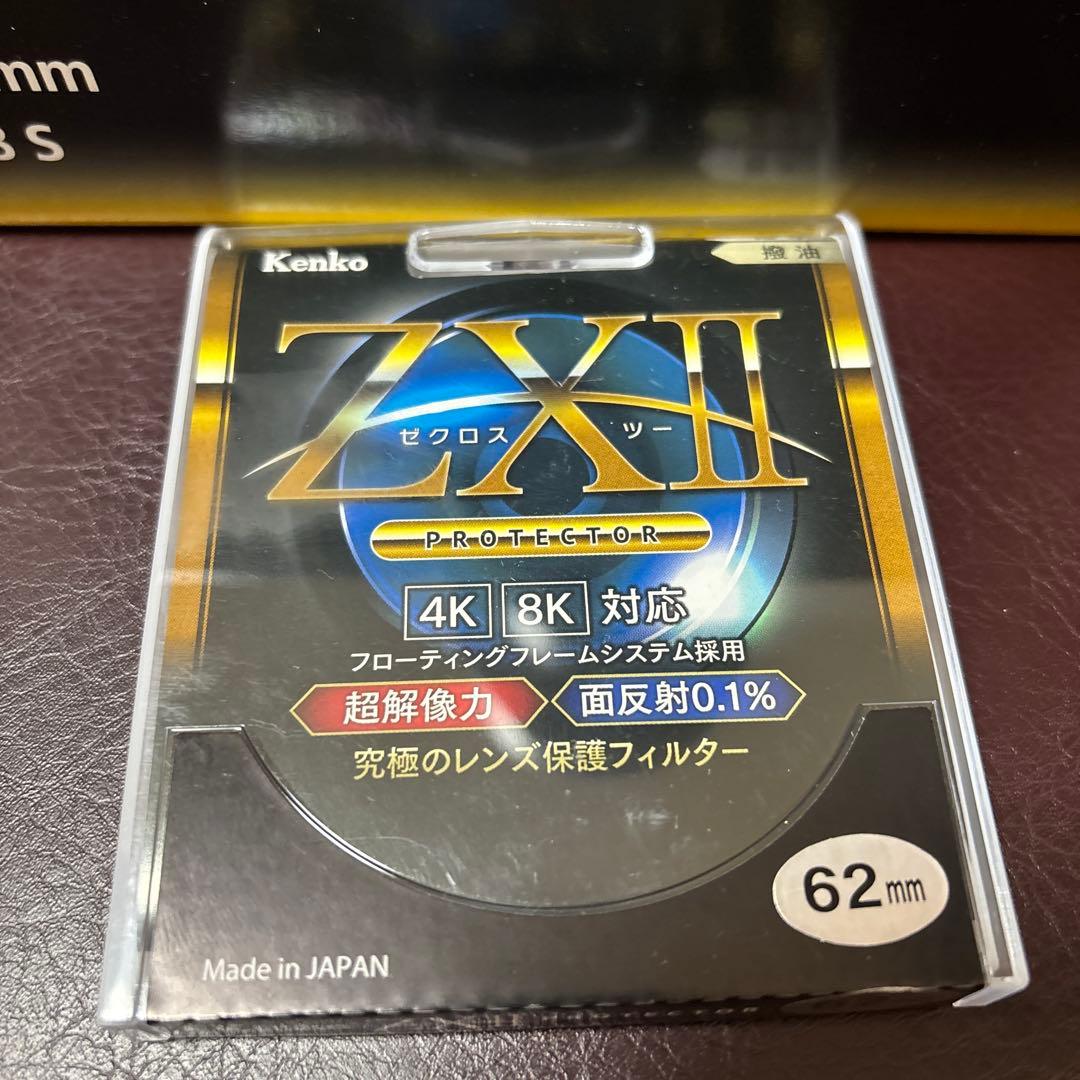 mm
S
Kenko
撥油
ZXII
ゼクロス ツー
PROTECTOR
4K 8K 対応
フローティングフレームシステム採用
超解像力 面反射0.1%
究極のレンズ保護フィルター
62mm
Made in JAPAN